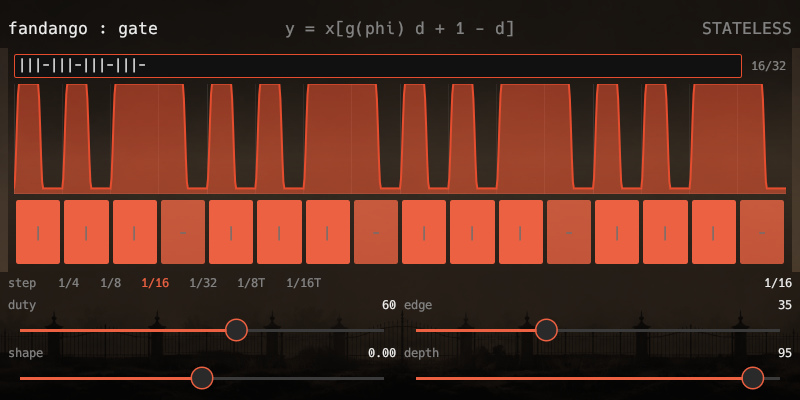 fandango : gate y = x[g(phi) d + 1 - d] STATELESS
|||-|||-|||-|||- 16/32
| | | - | | | - | | | - | | | -
step 1/4 1/8 1/16 1/32 1/8T 1/16T 1/16
duty 60 edge 35
shape 0.00 depth 95